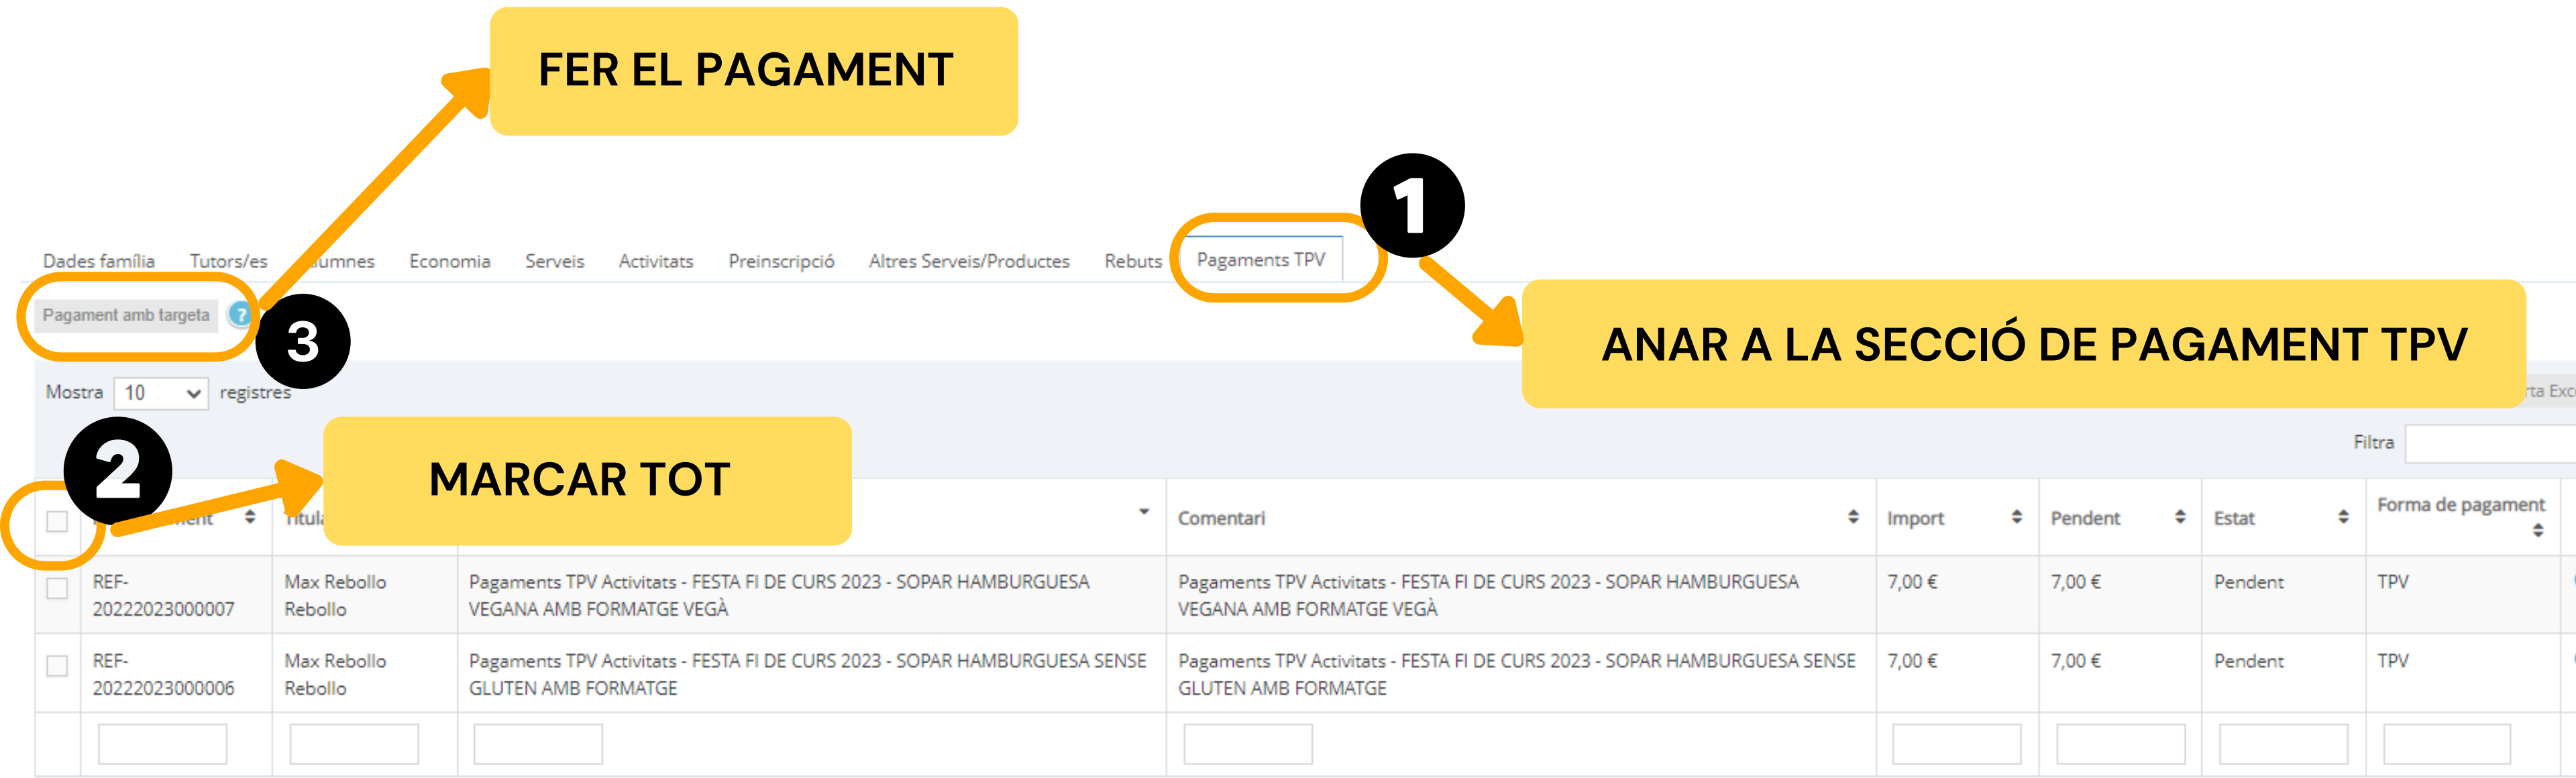 FER EL PAGAMENT
1
Dades família Tutors/es Economia Serveis Activitats Preinscripció Altres Serveis/Productes Rebuts Pagaments TPV
Pagament amb targeta ?
3
ANAR A LA SECCIÓ DE PAGAMENT TPV
Mostra 10 registres
Filtra
2
MARCAR TOT
Comentari Import Pendent Estat Forma de pagament
REF- Max Rebollo Pagaments TPV Activitats - FESTA FI DE CURS 2023 - SOPAR HAMBURGUESA Pagaments TPV Activitats - FESTA FI DE CURS 2023 - SOPAR HAMBURGUESA 7,00 € 7,00 € Pendent TPV
20222023000007 Rebollo VEGANA AMB FORMATGE VEGÀ VEGANA AMB FORMATGE VEGÀ
REF- Max Rebollo Pagaments TPV Activitats - FESTA FI DE CURS 2023 - SOPAR HAMBURGUESA SENSE Pagaments TPV Activitats - FESTA FI DE CURS 2023 - SOPAR HAMBURGUESA SENSE 7,00 € 7,00 € Pendent TPV
20222023000006 Rebollo GLUTEN AMB FORMATGE GLUTEN AMB FORMATGE